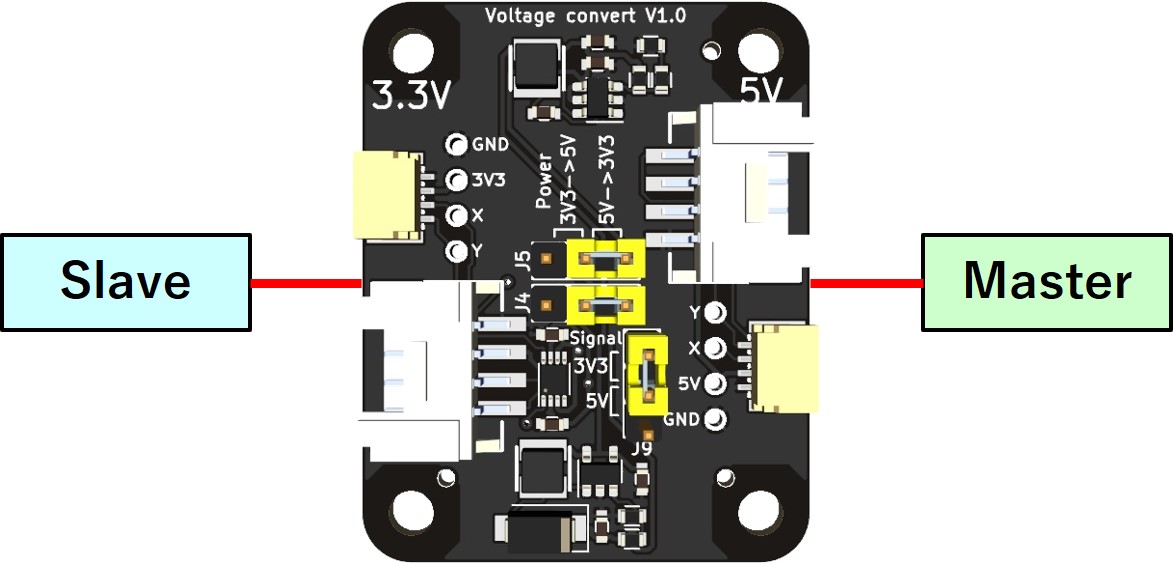 Voltage convert V1.0
3.3V
5V
GND
3V3
X
Y
Power
3V3->5V
5V->3V3
J5
J4
Slave
Master
Signal
3V3
5V
J9
Y
X
5V
GND